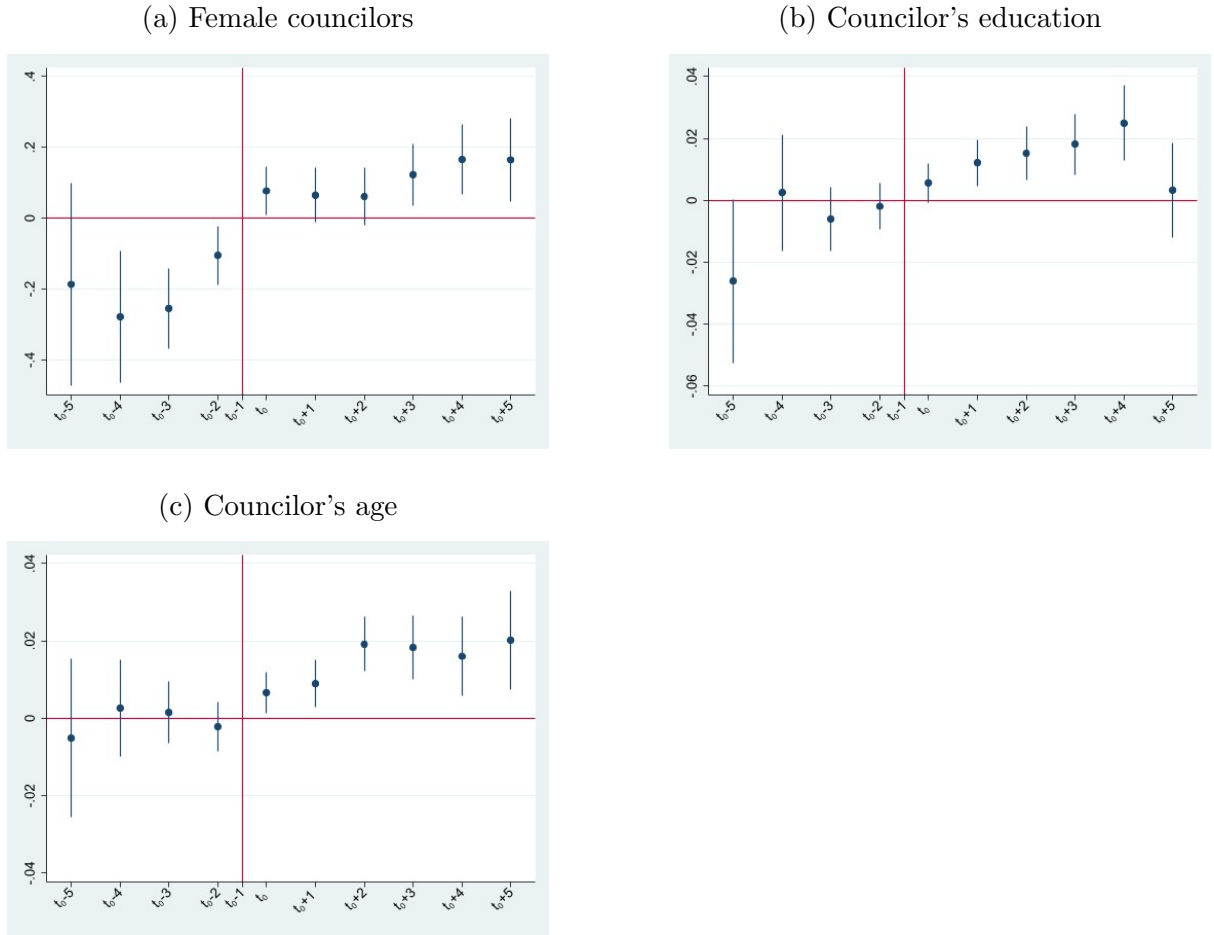 (a) Female councilors
.4
.2
0
-.2
-.4
t₀-5 t₀-4 t₀-3 t₀-2 t₀-1 t₀ t₀+1 t₀+2 t₀+3 t₀+4 t₀+5
(b) Councilor's education
.04
.02
0
-.02
-.04
-.06
t₀-5 t₀-4 t₀-3 t₀-2 t₀-1 t₀ t₀+1 t₀+2 t₀+3 t₀+4 t₀+5
(c) Councilor's age
.04
.02
0
-.02
-.04
t₀-5 t₀-4 t₀-3 t₀-2 t₀-1 t₀ t₀+1 t₀+2 t₀+3 t₀+4 t₀+5